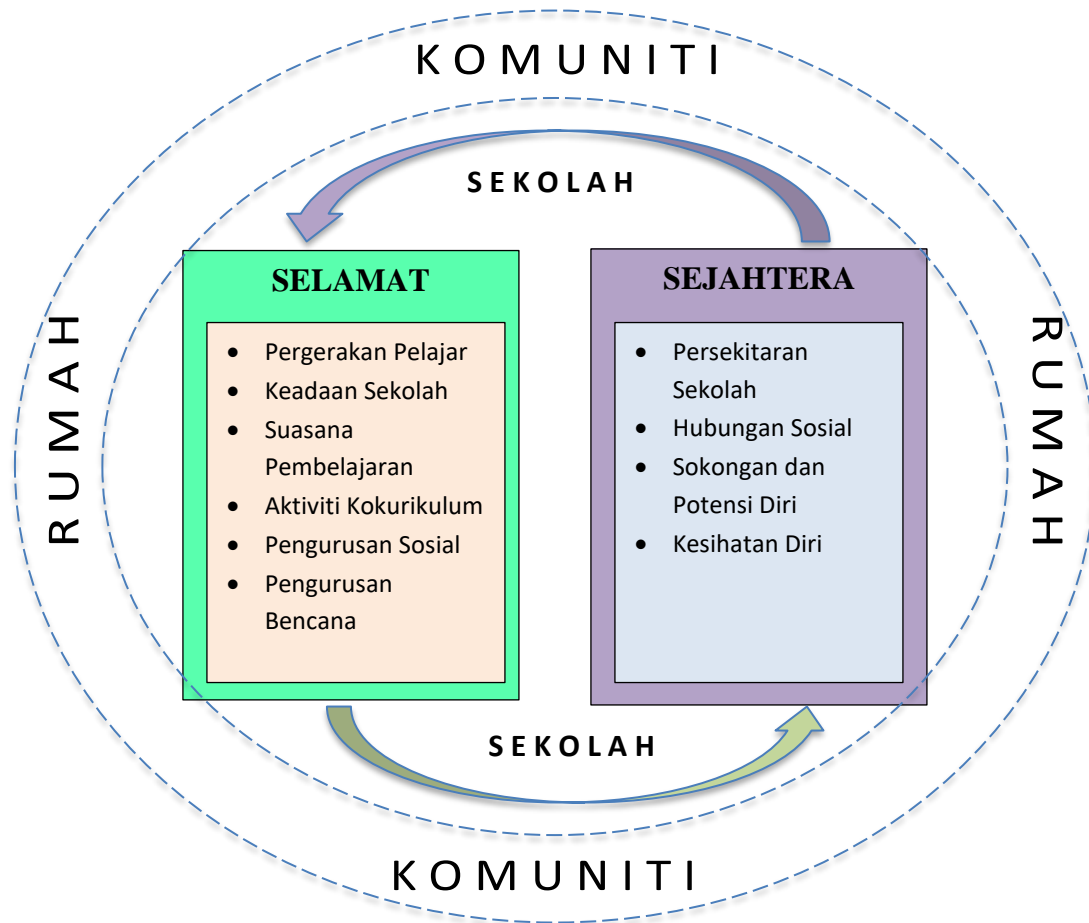 KOMUNITI
SEKOLAH
RUMAH
SELAMAT
• Pergerakan Pelajar
• Keadaan Sekolah
• Suasana
Pembelajaran
• Aktiviti Kokurikulum
• Pengurusan Sosial
• Pengurusan
Bencana
SEJAHTERA
• Persekitaran
Sekolah
• Hubungan Sosial
• Sokongan dan
Potensi Diri
• Kesihatan Diri
RUMAH
SEKOLAH
KOMUNITI